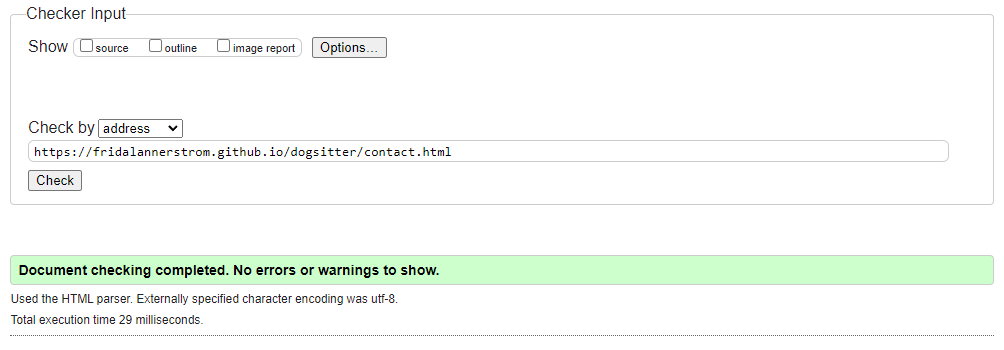 Checker Input
Show source outline image report Options...
Check by address
https://fridalannerstrom.github.io/dogsitter/contact.html
Check
Document checking completed. No errors or warnings to show.
Used the HTML parser. Externally specified character encoding was utf-8.
Total execution time 29 milliseconds.